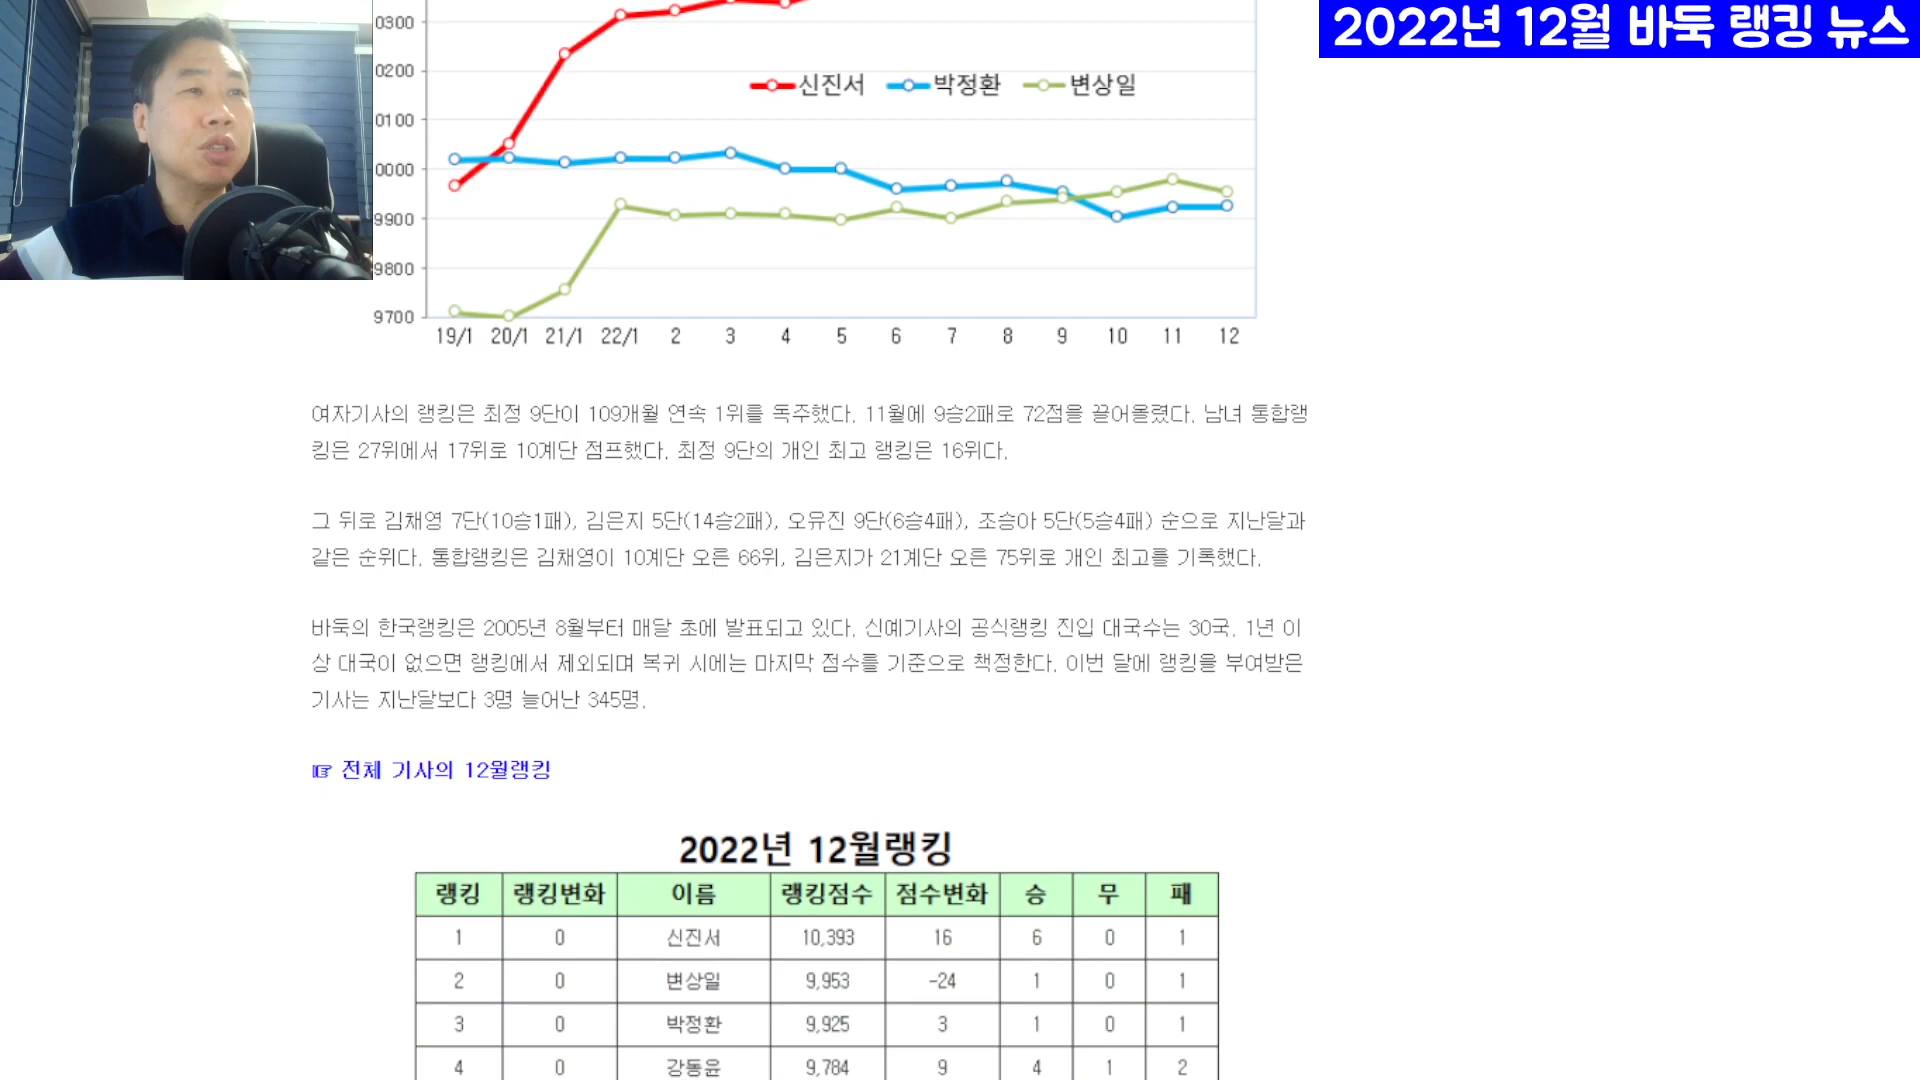 2022년 12월 바둑 랭킹 뉴스
0300
0200
신진서 박정환 변상일
0100
0000
9900
9800
9700
19/1 20/1 21/1 22/1 2 3 4 5 6 7 8 9 10 11 12
여자기사의 랭킹은 최정 9단이 109개월 연속 1위를 독주했다. 11월에 9승2패로 72점을 끌어올렸다. 남녀 통합랭
킹은 27위에서 17위로 10계단 점프했다. 최정 9단의 개인 최고 랭킹은 16위다.
그 뒤로 김채영 7단(10승1패), 김은지 5단(14승2패), 오유진 9단(6승4패), 조승아 5단(5승4패) 순으로 지난달과
같은 순위다. 통합랭킹은 김채영이 10계단 오른 66위, 김은지가 21계단 오른 75위로 개인 최고를 기록했다.
바둑의 한국랭킹은 2005년 8월부터 매달 초에 발표되고 있다. 신예기사의 공식랭킹 진입 대국수는 30국. 1년 이
상 대국이 없으면 랭킹에서 제외되며 복귀 시에는 마지막 점수를 기준으로 책정한다. 이번 달에 랭킹을 부여받은
기사는 지난달보다 3명 늘어난 345명.
☞ 전체 기사의 12월랭킹
2022년 12월랭킹
랭킹 랭킹변화 이름 랭킹점수 점수변화 승 무 패
1 0 신진서 10,393 16 6 0 1
2 0 변상일 9,953 -24 1 0 1
3 0 박정환 9,925 3 1 0 1
4 0 강동윤 9,784 9 4 1 2